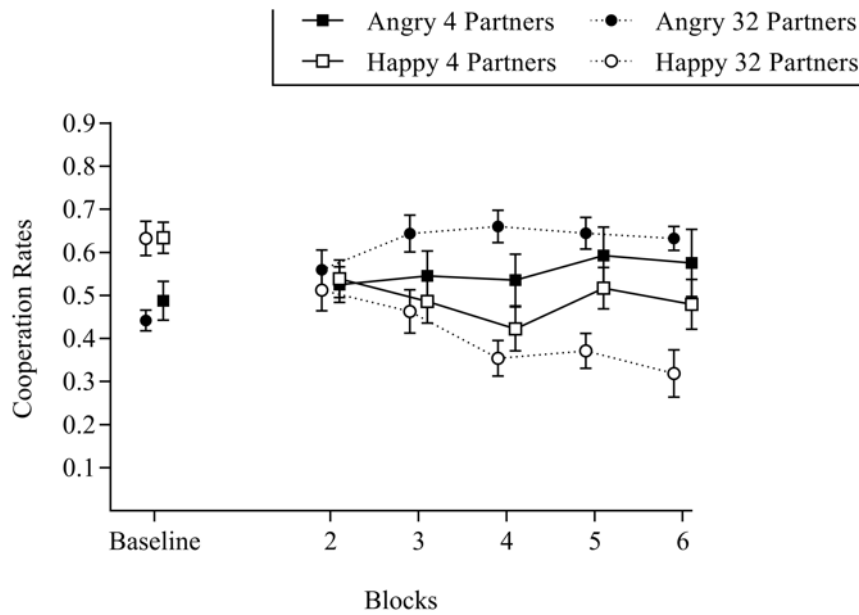 Angry 4 Partners Angry 32 Partners
Happy 4 Partners Happy 32 Partners
0.9
0.8
0.7
0.6
0.5
0.4
0.3
0.2
0.1
Cooperation Rates
Baseline 2 3 4 5 6
Blocks